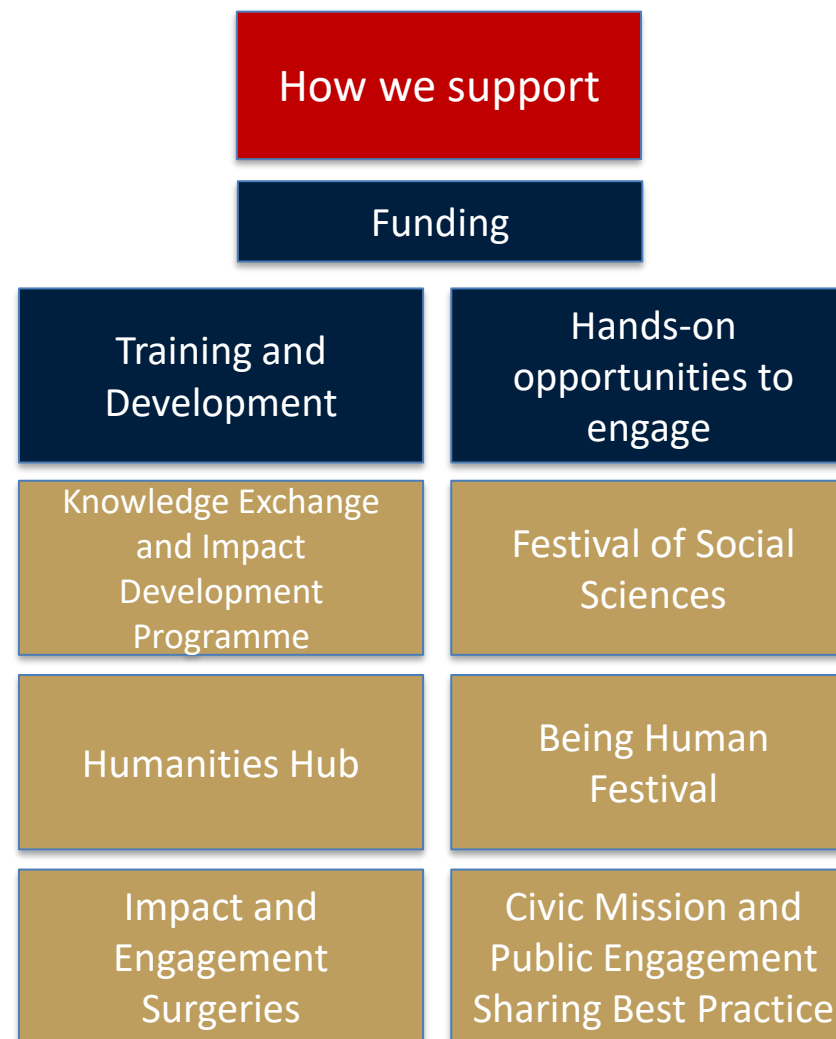 How we support
Funding
Training and
Development
Hands-on
opportunities to
engage
Knowledge Exchange
and Impact
Development
Programme
Festival of Social
Sciences
Humanities Hub
Being Human
Festival
Impact and
Engagement
Surgeries
Civic Mission and
Public Engagement
Sharing Best Practice